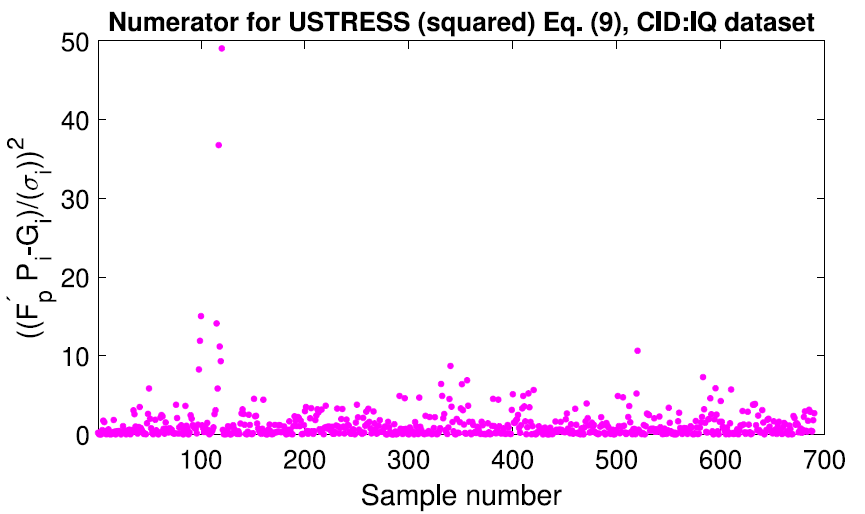 Numerator for USTRESS (squared) Eq. (9), CID:IQ dataset
((F´p Pi-Gi)/(σi))2
50
40
30
20
10
0
100 200 300 400 500 600 700
Sample number